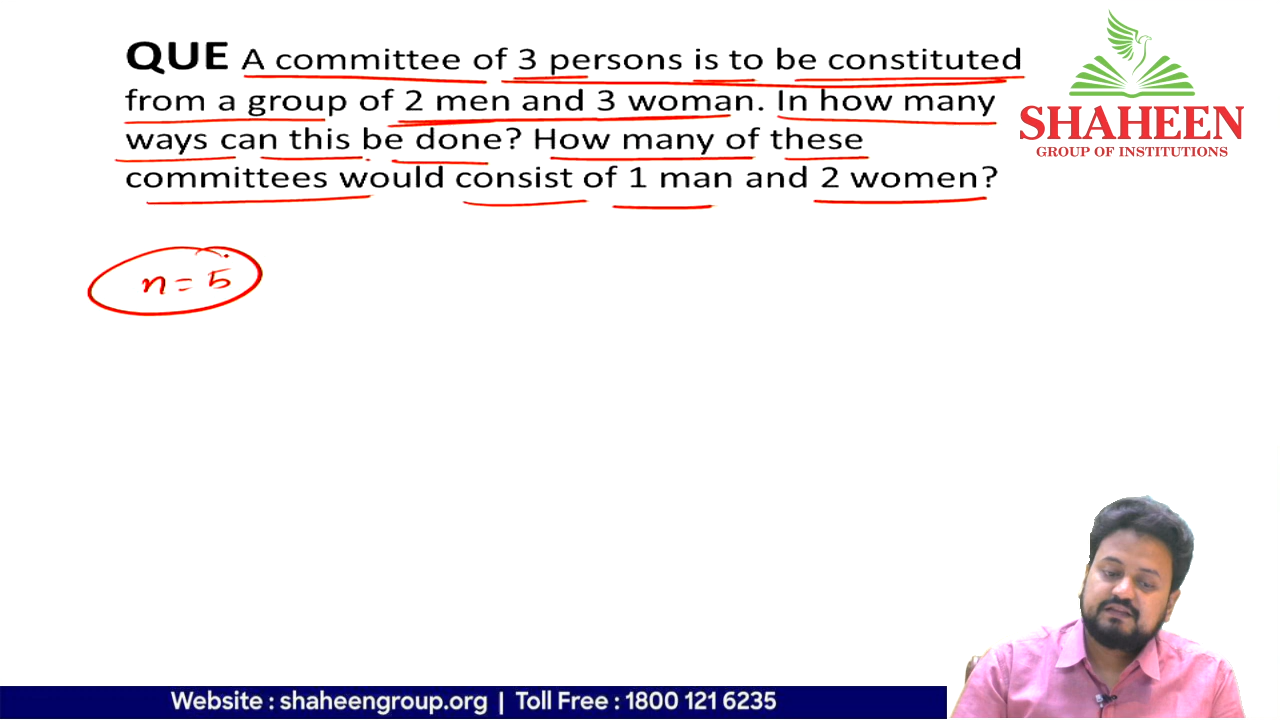 QUE A committee of 3 persons is to be constituted
from a group of 2 men and 3 woman. In how many
ways can this be done? How many of these
committees would consist of 1 man and 2 women?
SHAHEEN
GROUP OF INSTITUTIONS
n = 5
Website : shaheengroup.org | Toll Free : 1800 121 6235